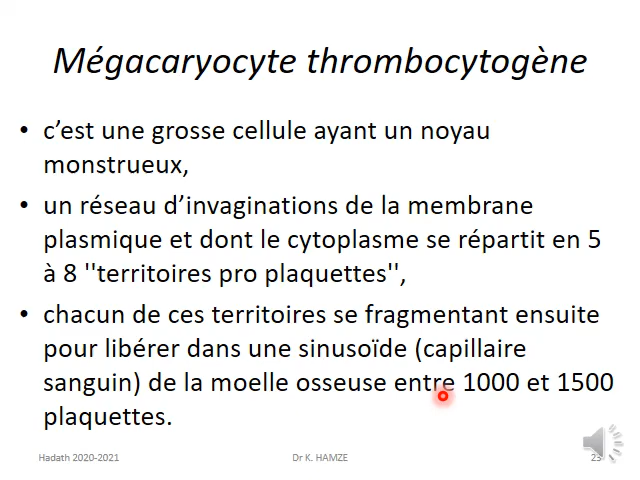 Mégacaryocyte thrombocytogène
• c’est une grosse cellule ayant un noyau
monstrueux,
• un réseau d’invaginations de la membrane
plasmique et dont le cytoplasme se répartit en 5
à 8 ''territoires pro plaquettes'',
• chacun de ces territoires se fragmentant ensuite
pour libérer dans une sinusoïde (capillaire
sanguin) de la moelle osseuse entre 1000 et 1500
plaquettes.
Hadath 2020-2021 Dr K. HAMZE 23